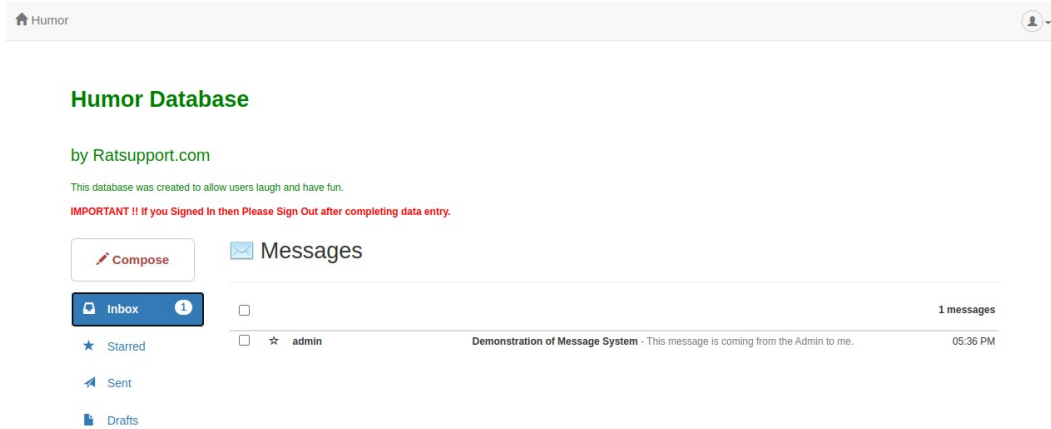 Humor
Humor Database
by Ratsupport.com
This database was created to allow users laugh and have fun.
IMPORTANT !! If you Signed In then Please Sign Out after completing data entry.
Compose
Messages
Inbox 1
1 messages
admin Demonstration of Message System - This message is coming from the Admin to me. 05:36 PM
Starred
Sent
Drafts